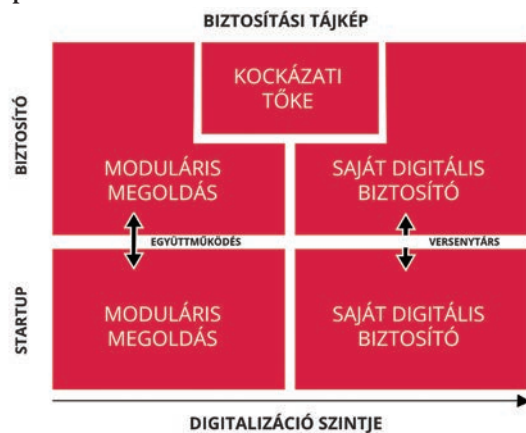 BIZTOSÍTÁSI TÁJKÉP
BIZTOSÍTÓ
KOCKÁZATI
TŐKE
MODULÁRIS
MEGOLDÁS
SAJÁT DIGITÁLIS
BIZTOSÍTÓ
EGYÜTTMŰKÖDÉS
VERSENYTÁRS
STARTUP
MODULÁRIS
MEGOLDÁS
SAJÁT DIGITÁLIS
BIZTOSÍTÓ
DIGITALIZÁCIÓ SZINTJE